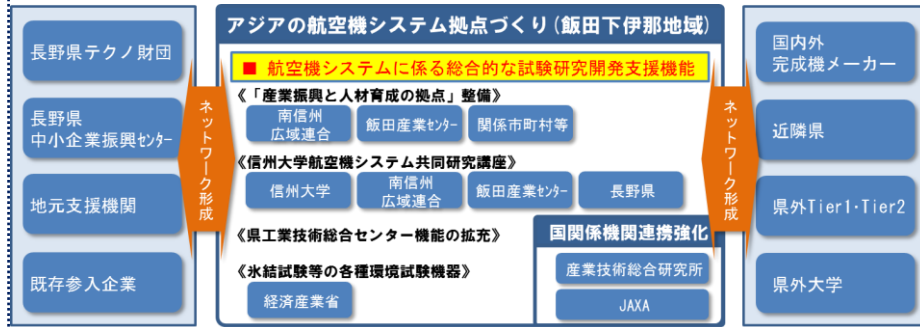 長野県テクノ財団
長野県
中小企業振興ｾﾝﾀｰ
地元支援機関
既存参入企業
ネットワーク形成
アジアの航空機システム拠点づくり(飯田下伊那地域)
■ 航空機システムに係る総合的な試験研究開発支援機能
《「産業振興と人材育成の拠点」整備》
南信州
広域連合
飯田産業ｾﾝﾀｰ
関係市町村等
《信州大学航空機システム共同研究講座》
信州大学
南信州
広域連合
飯田産業ｾﾝﾀｰ
長野県
《県工業技術総合センター機能の拡充》
《氷結試験等の各種環境試験機器》
経済産業省
国関係機関連携強化
産業技術総合研究所
JAXA
ネットワーク形成
国内外
完成機メーカー
近隣県
県外Tier1･Tier2
県外大学